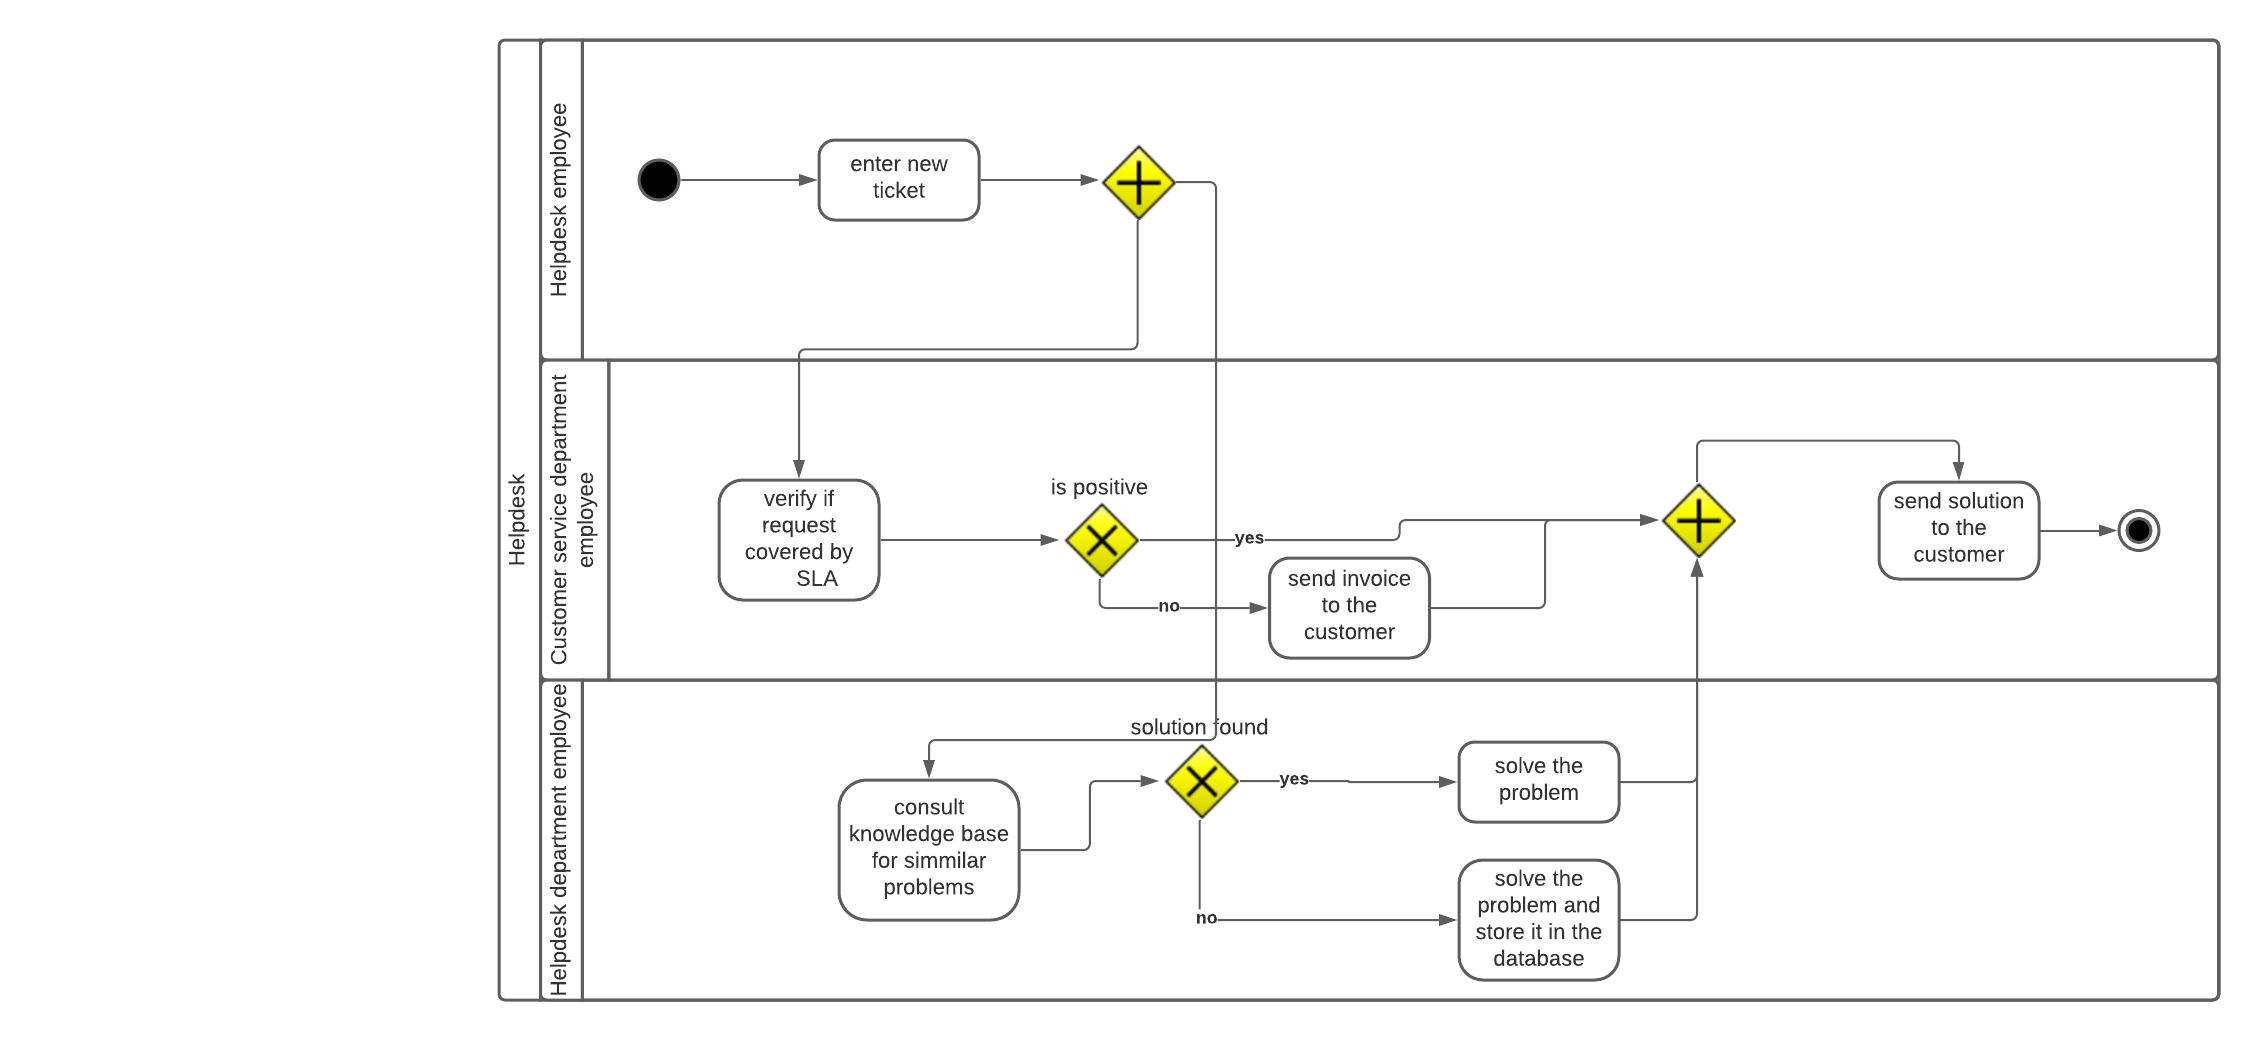 Helpdesk
Helpdesk employee
enter new
ticket
Customer service department
employee
verify if
request
covered by
SLA
is positive
yes
no
send invoice
to the
customer
send solution
to the
customer
Helpdesk department employee
consult
knowledge base
for simmilar
problems
solution found
yes
no
solve the
problem
solve the
problem and
store it in the
database